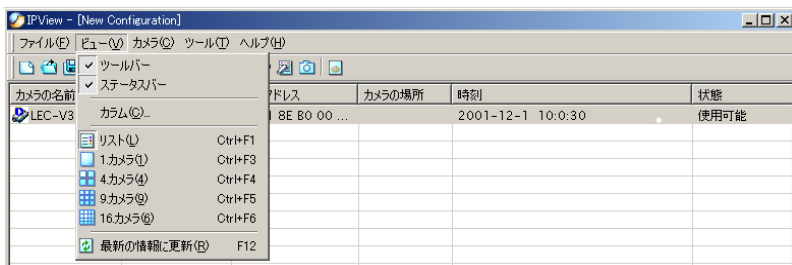 IPView - [New Configuration]
ファイル(F) ビュー(V) カメラ(C) ツール(T) ヘルプ(H)
ツールバー
ステータスバー
カラム(C)...
リスト(L) Ctrl+F1
1.カメラ(1) Ctrl+F3
4.カメラ(4) Ctrl+F4
9.カメラ(9) Ctrl+F5
16.カメラ(6) Ctrl+F6
最新の情報に更新(R) F12
カメラの名前 ドレス カメラの場所 時刻 状態
LEC-V3 8E B0 00 ... 2001-12-1 10:0:30 使用可能